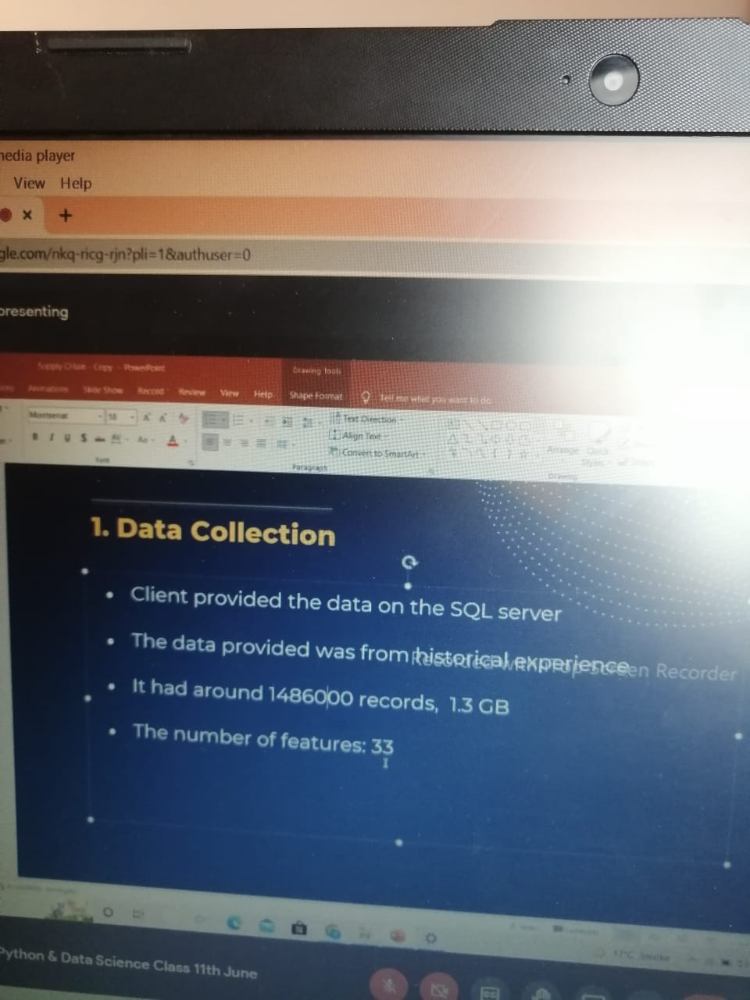 media player
View Help
gle.com/nkq-ricg-rjn?pli=1&authuser=0
presenting
Supply Chain - Copy - PowerPoint
Drawing Tools
Animations Slide Show Record Review View Help Shape Format Tell me what you want to do
Montserrat 18
Text Direction
B I U S
Align Text
Convert to SmartArt
Arrange Quick
Styles
Font
Paragraph
Drawing
1. Data Collection
• Client provided the data on the SQL server
• The data provided was from historical experience
Recorded with Top Screen Recorder
• It had around 1486000 records, 1.3 GB
• The number of features: 33
17°C Smoke
Python & Data Science Class 11th June